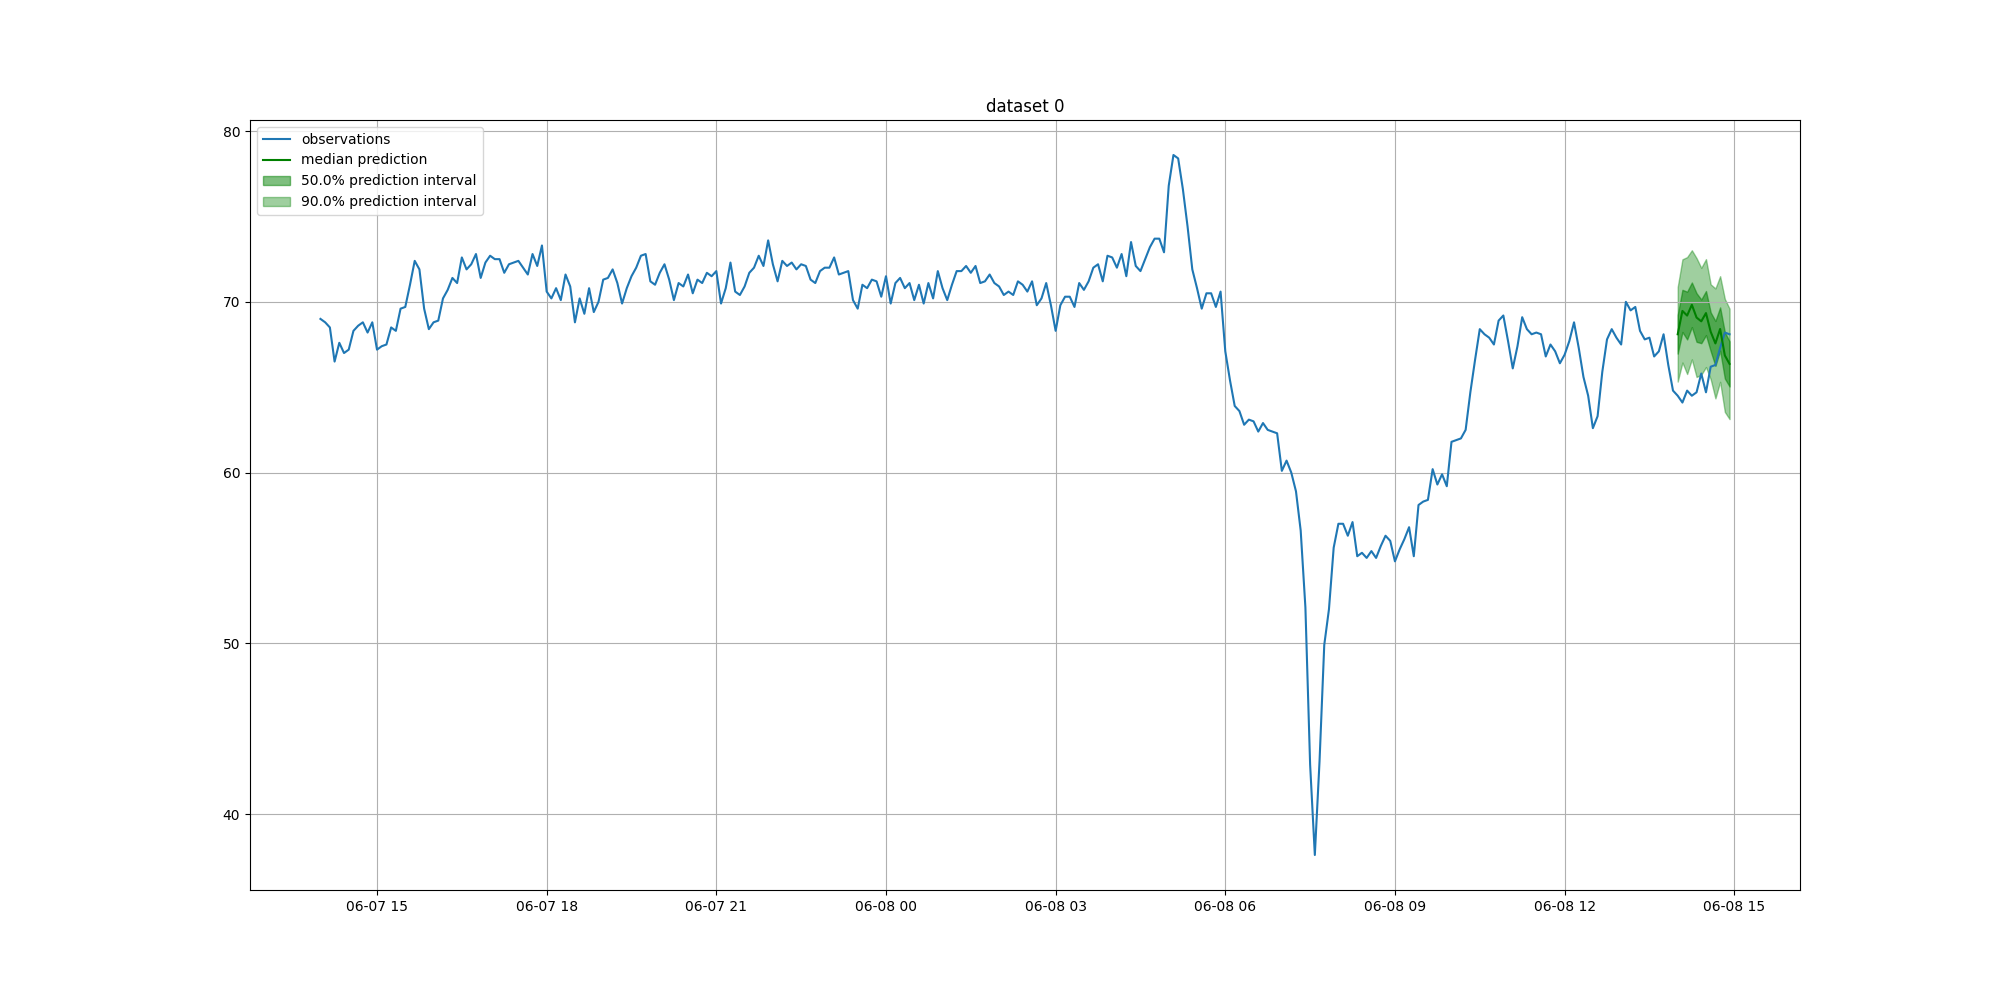 dataset 0
observations
median prediction
50.0% prediction interval
90.0% prediction interval
80
70
60
50
40
06-07 15
06-07 18
06-07 21
06-08 00
06-08 03
06-08 06
06-08 09
06-08 12
06-08 15